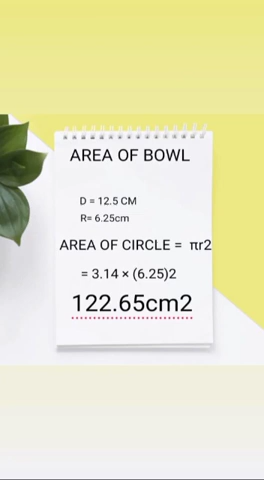 AREA OF BOWL
D = 12.5 CM
R= 6.25cm
AREA OF CIRCLE = πr2
= 3.14 × (6.25)2
122.65cm2